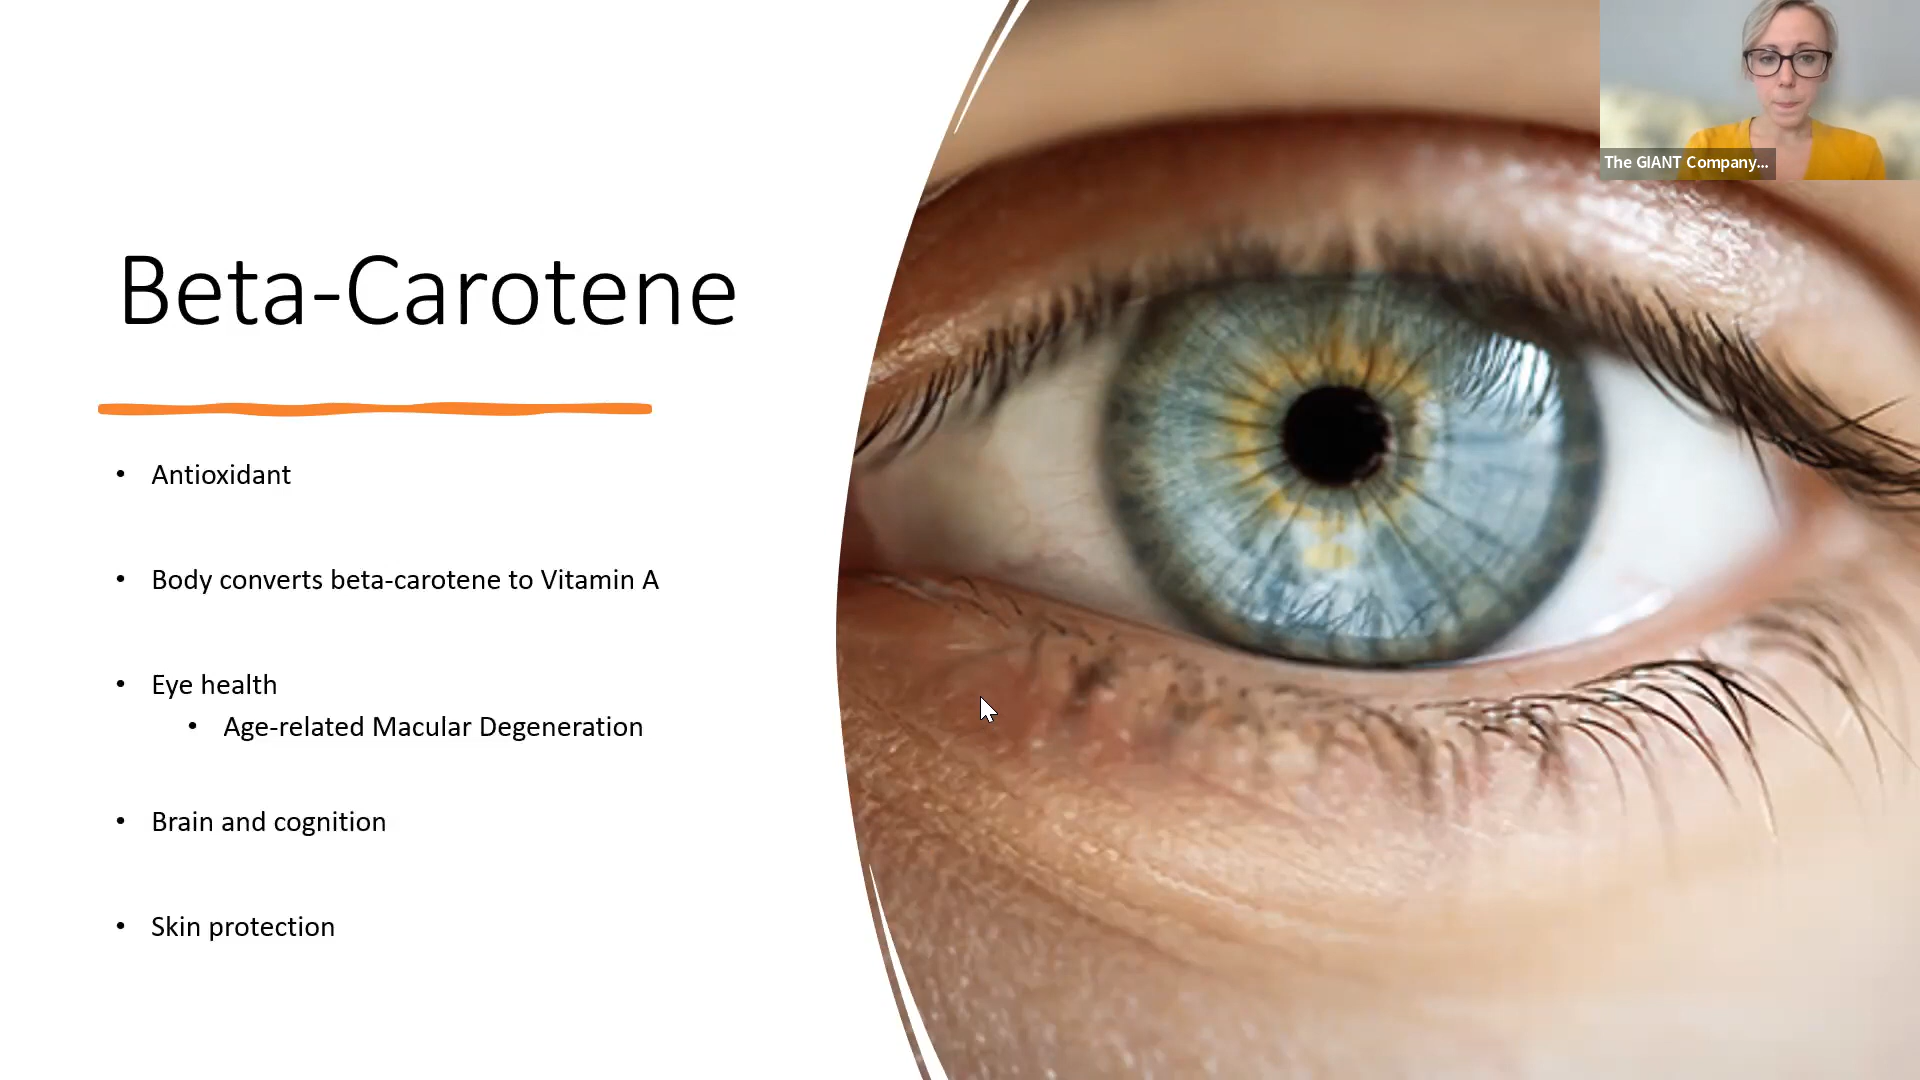 The GIANT Company...
Beta-Carotene
• Antioxidant
• Body converts beta-carotene to Vitamin A
• Eye health
• Age-related Macular Degeneration
• Brain and cognition
• Skin protection